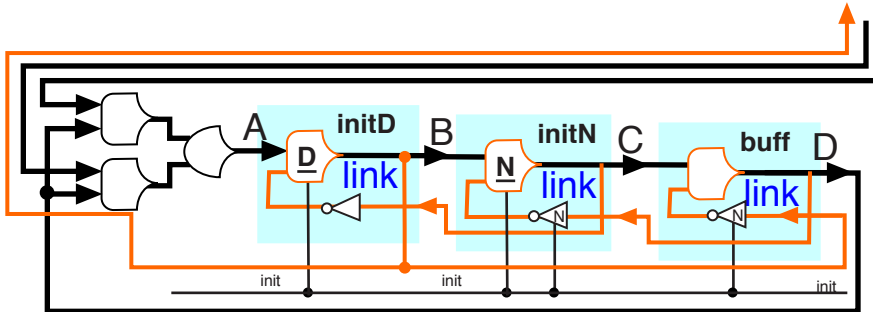 A initD B initN C buff D
D N
link link link
N N
init init init